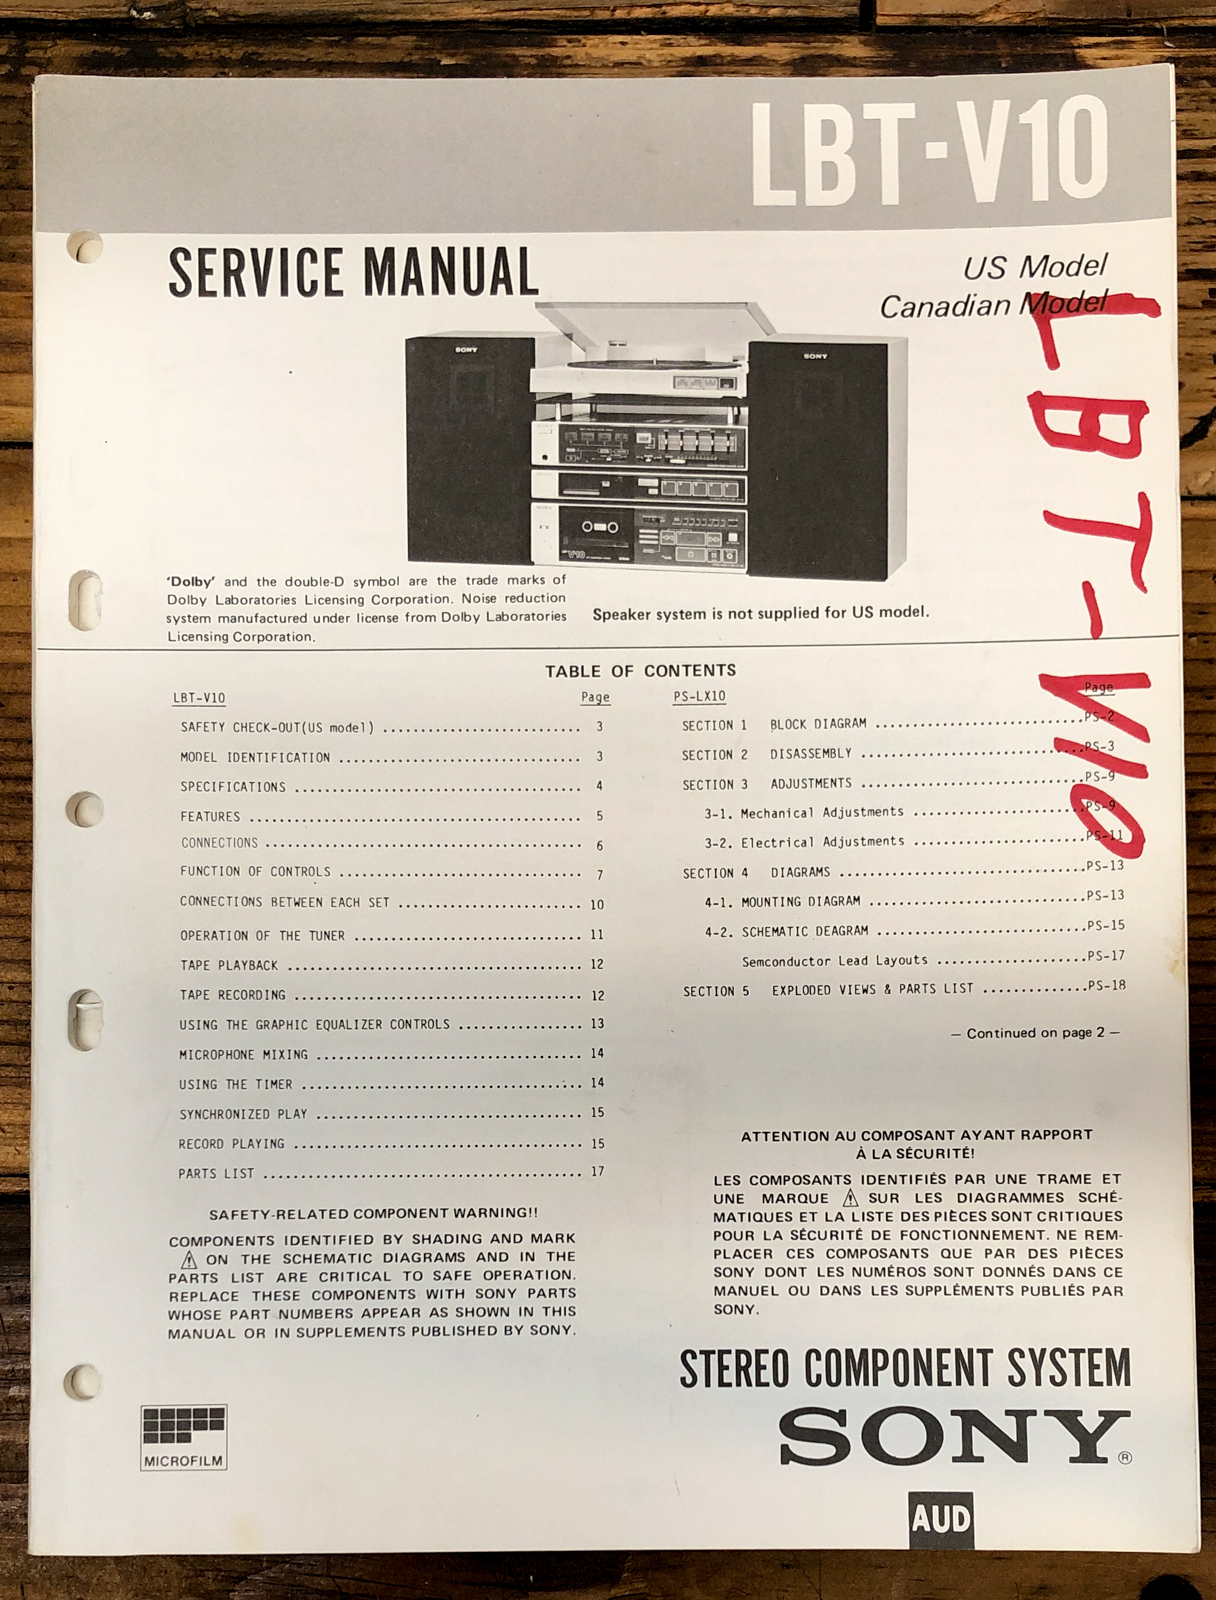 LBT-V10
SERVICE MANUAL
US Model
Canadian Model
SONY
SONY
V10
'Dolby' and the double-D symbol are the trade marks of
Dolby Laboratories Licensing Corporation. Noise reduction
system manufactured under license from Dolby Laboratories
Licensing Corporation.
Speaker system is not supplied for US model.
LBT-V10
TABLE OF CONTENTS
LBT-V10 Page
SAFETY CHECK-OUT(US model) .......................... 3
MODEL IDENTIFICATION ................................ 3
SPECIFICATIONS ...................................... 4
FEATURES ............................................ 5
CONNECTIONS ......................................... 6
FUNCTION OF CONTROLS ................................ 7
CONNECTIONS BETWEEN EACH SET ........................ 10
OPERATION OF THE TUNER .............................. 11
TAPE PLAYBACK ....................................... 12
TAPE RECORDING ...................................... 12
USING THE GRAPHIC EQUALIZER CONTROLS ................ 13
MICROPHONE MIXING ................................... 14
USING THE TIMER ..................................... 14
SYNCHRONIZED PLAY ................................... 15
RECORD PLAYING ...................................... 15
PARTS LIST .......................................... 17
PS-LX10 Page
SECTION 1 BLOCK DIAGRAM ............................PS-2
SECTION 2 DISASSEMBLY ..............................PS-3
SECTION 3 ADJUSTMENTS ..............................PS-9
3-1. Mechanical Adjustments .......................PS-9
3-2. Electrical Adjustments .......................PS-11
SECTION 4 DIAGRAMS .................................PS-13
4-1. MOUNTING DIAGRAM .............................PS-13
4-2. SCHEMATIC DEAGRAM ............................PS-15
Semconductor Lead Layouts ....................PS-17
SECTION 5 EXPLODED VIEWS & PARTS LIST ..............PS-18
— Continued on page 2 —
SAFETY-RELATED COMPONENT WARNING!!
COMPONENTS IDENTIFIED BY SHADING AND MARK
⚠ ON THE SCHEMATIC DIAGRAMS AND IN THE
PARTS LIST ARE CRITICAL TO SAFE OPERATION.
REPLACE THESE COMPONENTS WITH SONY PARTS
WHOSE PART NUMBERS APPEAR AS SHOWN IN THIS
MANUAL OR IN SUPPLEMENTS PUBLISHED BY SONY.
ATTENTION AU COMPOSANT AYANT RAPPORT
À LA SÉCURITÉ!
LES COMPOSANTS IDENTIFIÉS PAR UNE TRAME ET
UNE MARQUE ⚠ SUR LES DIAGRAMMES SCHÉ-
MATIQUES ET LA LISTE DES PIÈCES SONT CRITIQUES
POUR LA SÉCURITÉ DE FONCTIONNEMENT. NE REM-
PLACER CES COMPOSANTS QUE PAR DES PIÈCES
SONY DONT LES NUMÉROS SONT DONNÉS DANS CE
MANUEL OU DANS LES SUPPLÉMENTS PUBLIÉS PAR
SONY.
STEREO COMPONENT SYSTEM
SONY®
AUD
MICROFILM